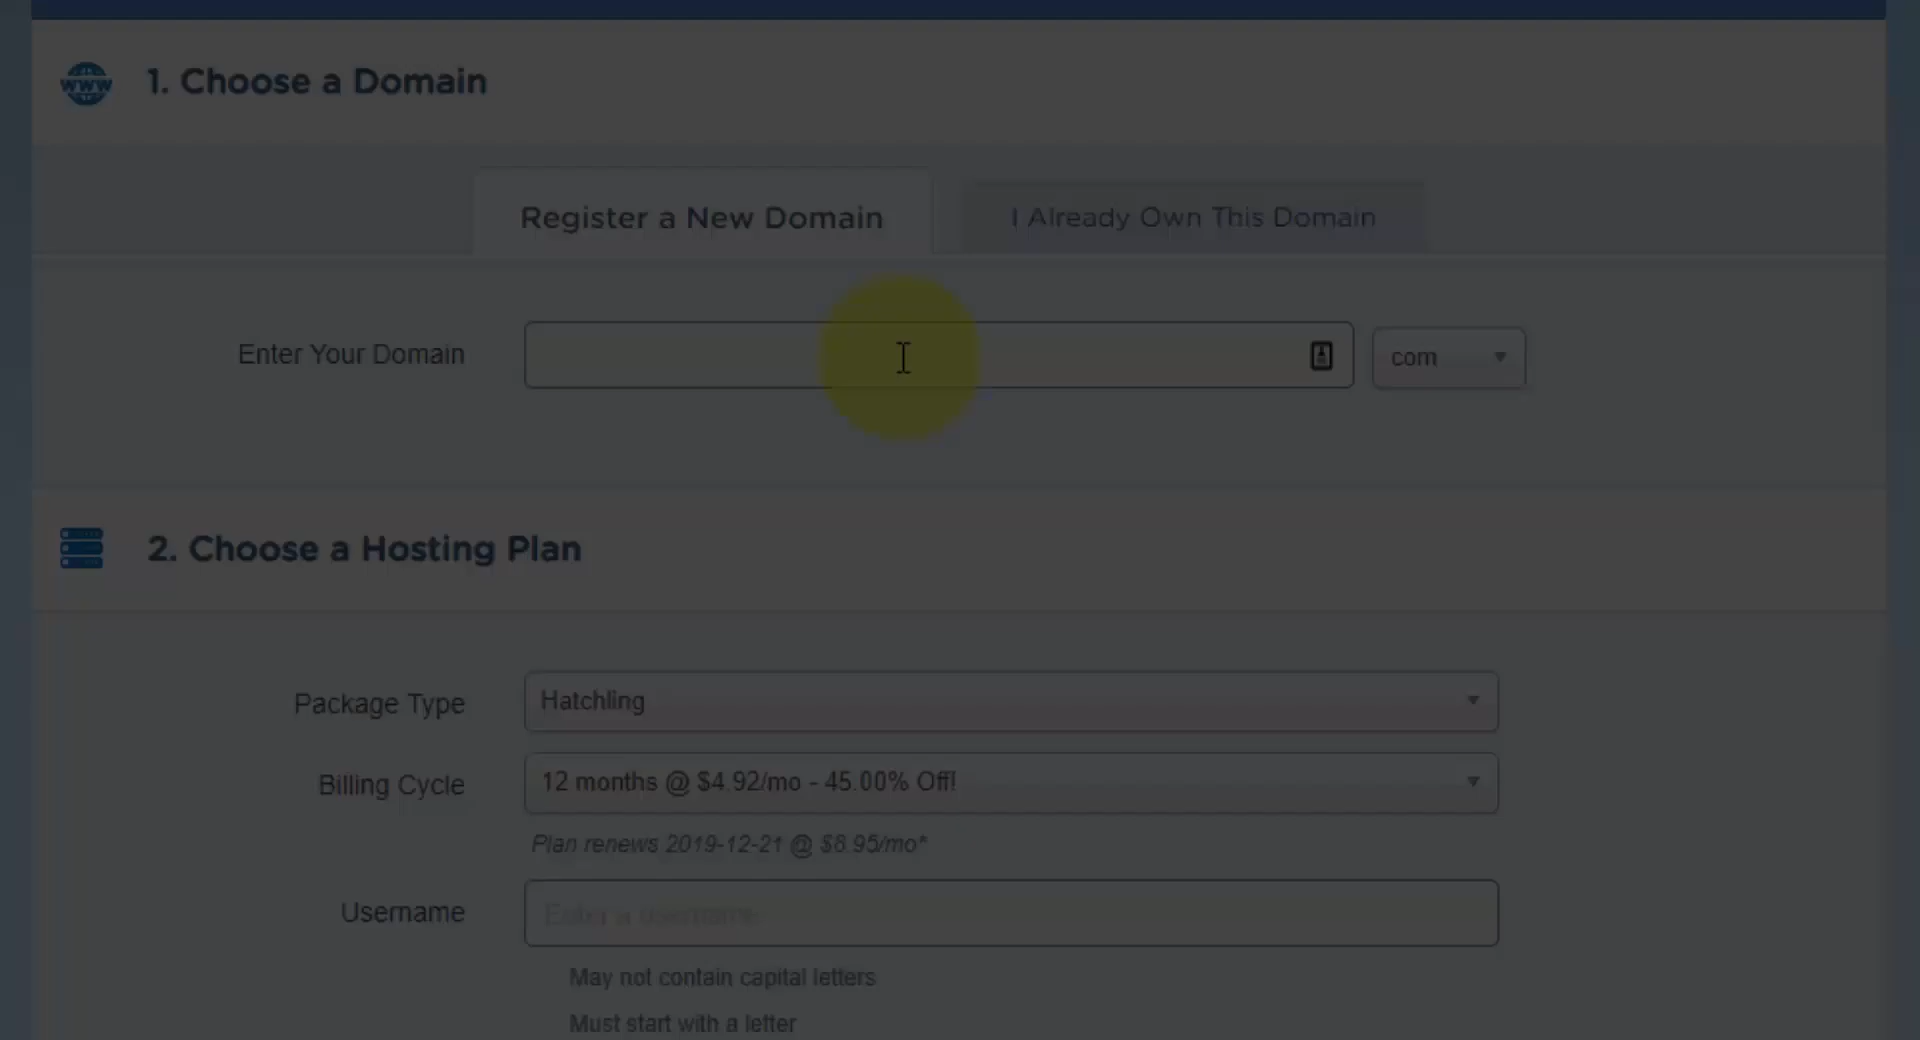 www
1. Choose a Domain
Register a New Domain
I Already Own This Domain
Enter Your Domain
com
2. Choose a Hosting Plan
Package Type
Hatchling
Billing Cycle
12 months @ $4.92/mo - 45.00% Off!
Plan renews 2019-12-21 @ $8.95/mo*
Username
Enter a username
May not contain capital letters
Must start with a letter